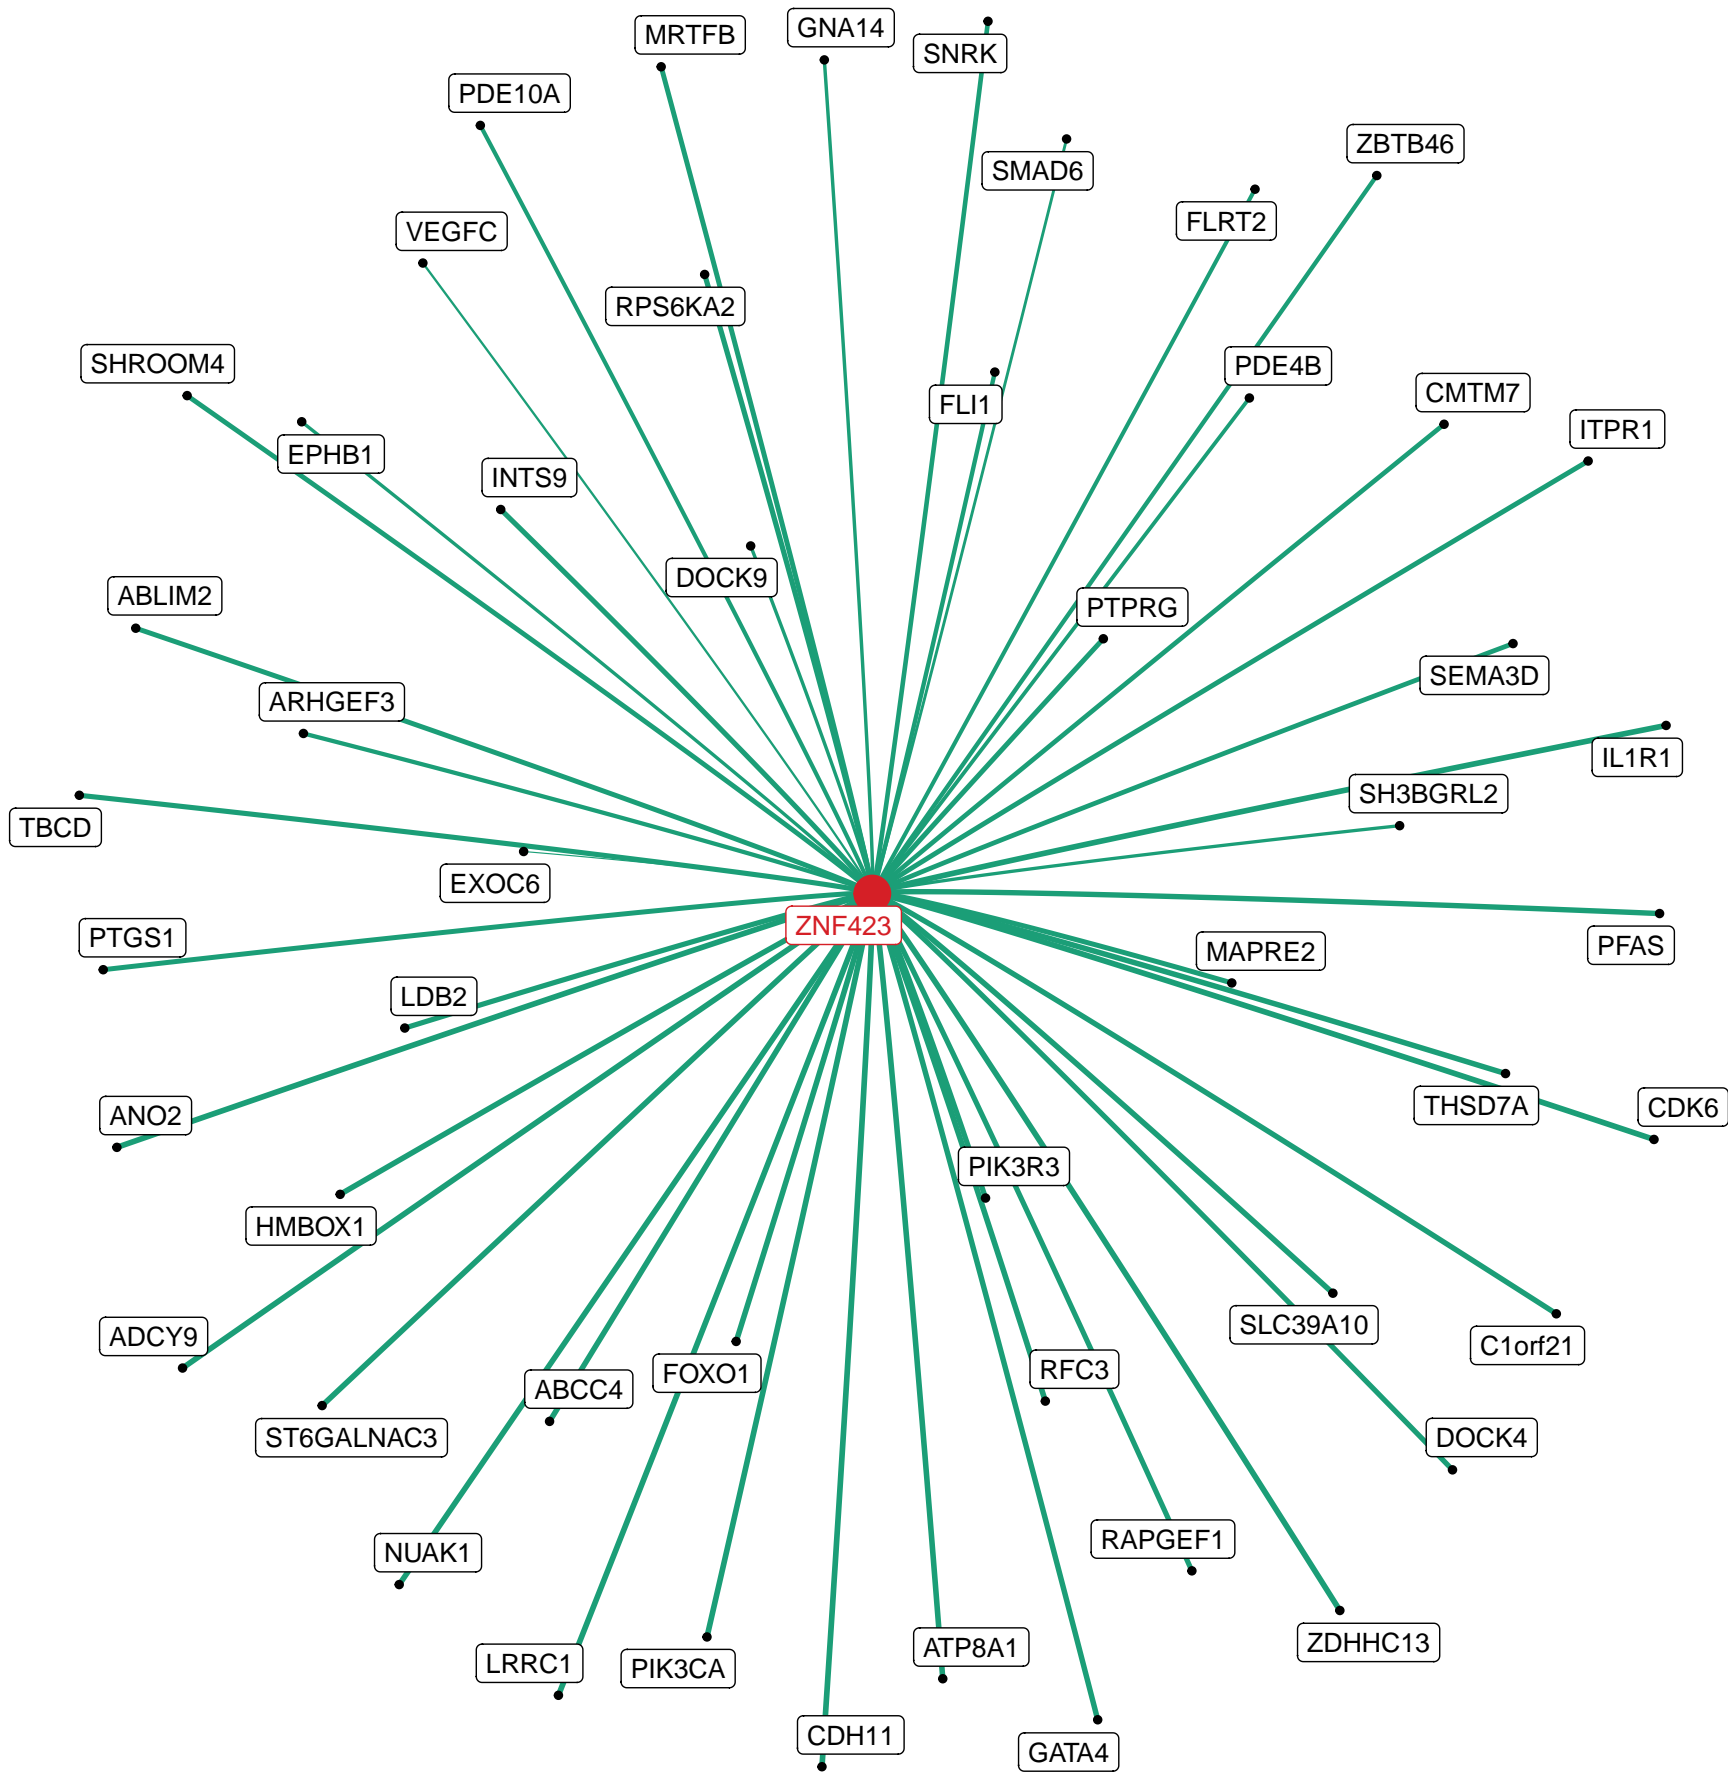 GNA14
MRTFB
SNRK
PDE10A
ZBTB46
SMAD6
FLRT2
VEGFC
RPS6KA2
SHROOM4
PDE4B
CMTM7
FLI1
ITPR1
EPHB1
INTS9
DOCK9
ABLIM2
PTPRG
SEMA3D
ARHGEF3
IL1R1
SH3BGRL2
TBCD
EXOC6
ZNF423
PTGS1
PFAS
MAPRE2
LDB2
THSD7A
CDK6
ANO2
PIK3R3
HMBOX1
SLC39A10
ADCY9
C1orf21
RFC3
FOXO1
ABCC4
ST6GALNAC3
DOCK4
RAPGEF1
NUAK1
ZDHHC13
ATP8A1
LRRC1
PIK3CA
CDH11
GATA4